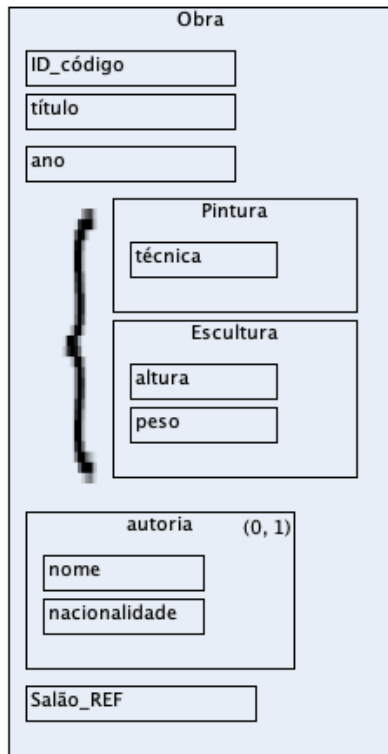 Obra
ID_código
título
ano
Pintura
técnica
Escultura
altura
peso
autoria (0, 1)
nome
nacionalidade
Salão_REF